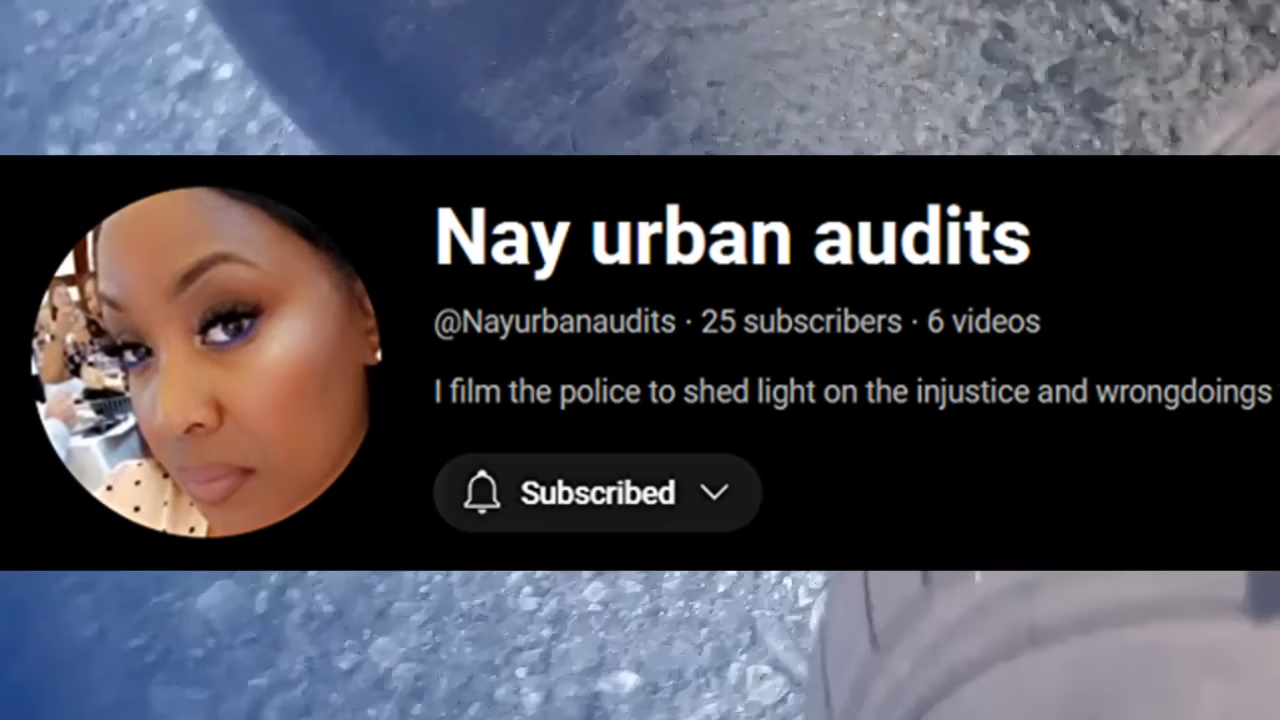 Nay urban audits
@Nayurbanaudits · 25 subscribers · 6 videos
I film the police to shed light on the injustice and wrongdoings
Subscribed